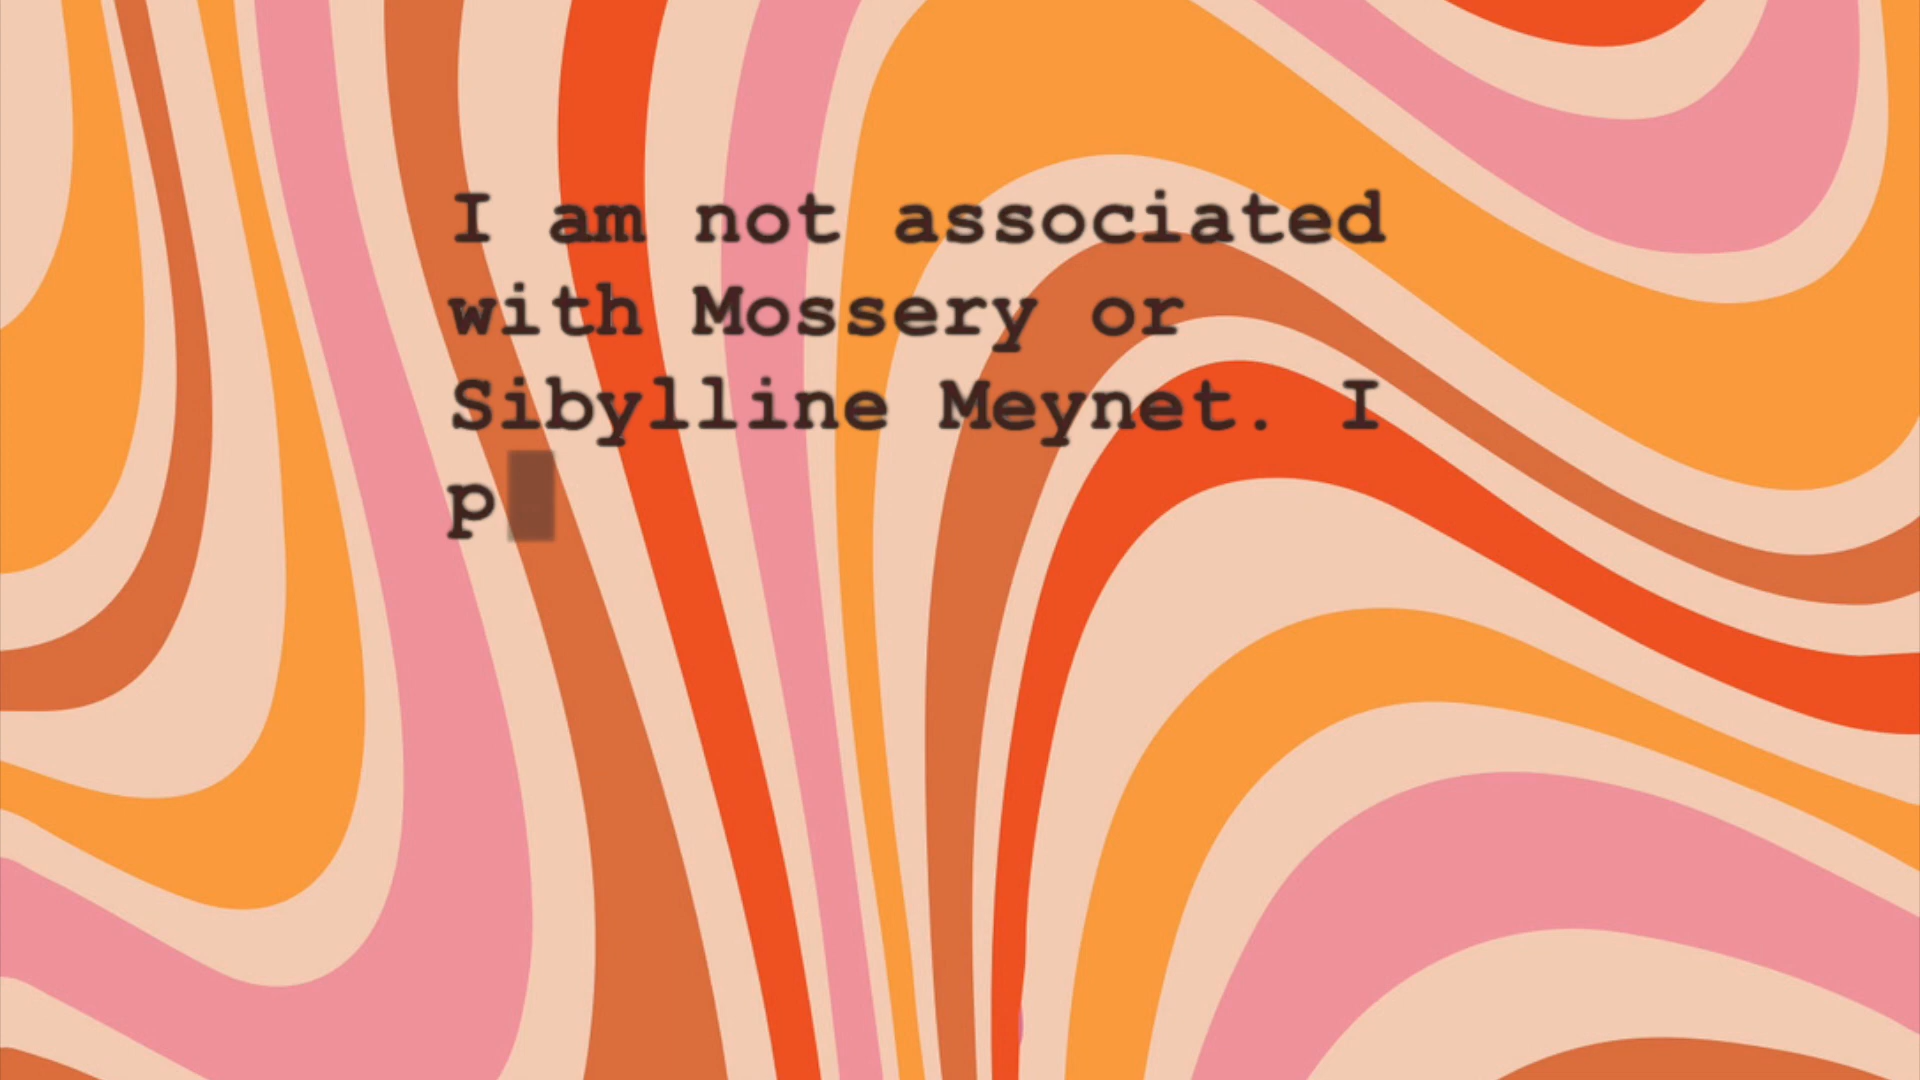 I am not associated
with Mossery or
Sibylline Meynet. I
p